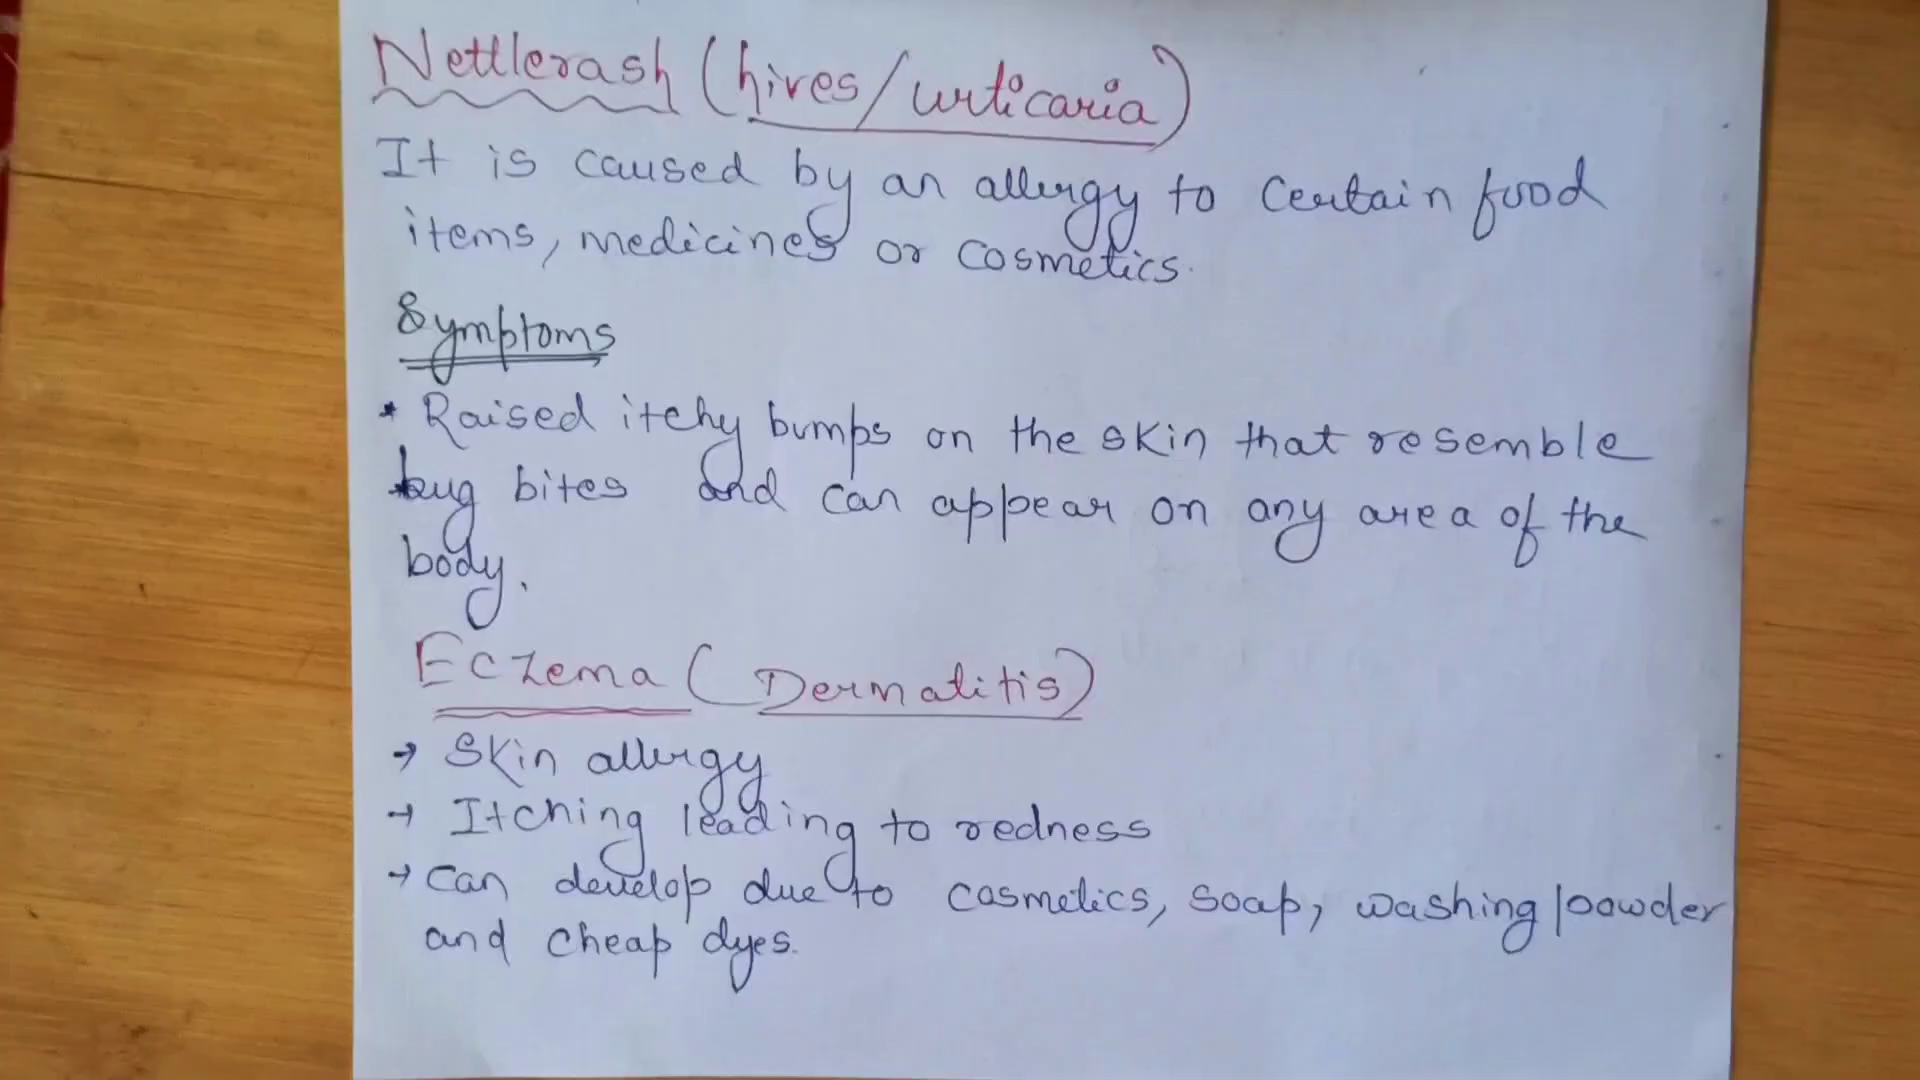 Nettlerash (hives/urticaria)
It is caused by an allergy to certain food
items, medicines or cosmetics.
Symptoms
* Raised itchy bumps on the skin that resemble
bug bites and can appear on any area of the
body.
Eczema (Dermatitis)
→ Skin allergy
→ Itching leading to redness
→ Can develop due to cosmetics, soap, washing powder
and cheap dyes.